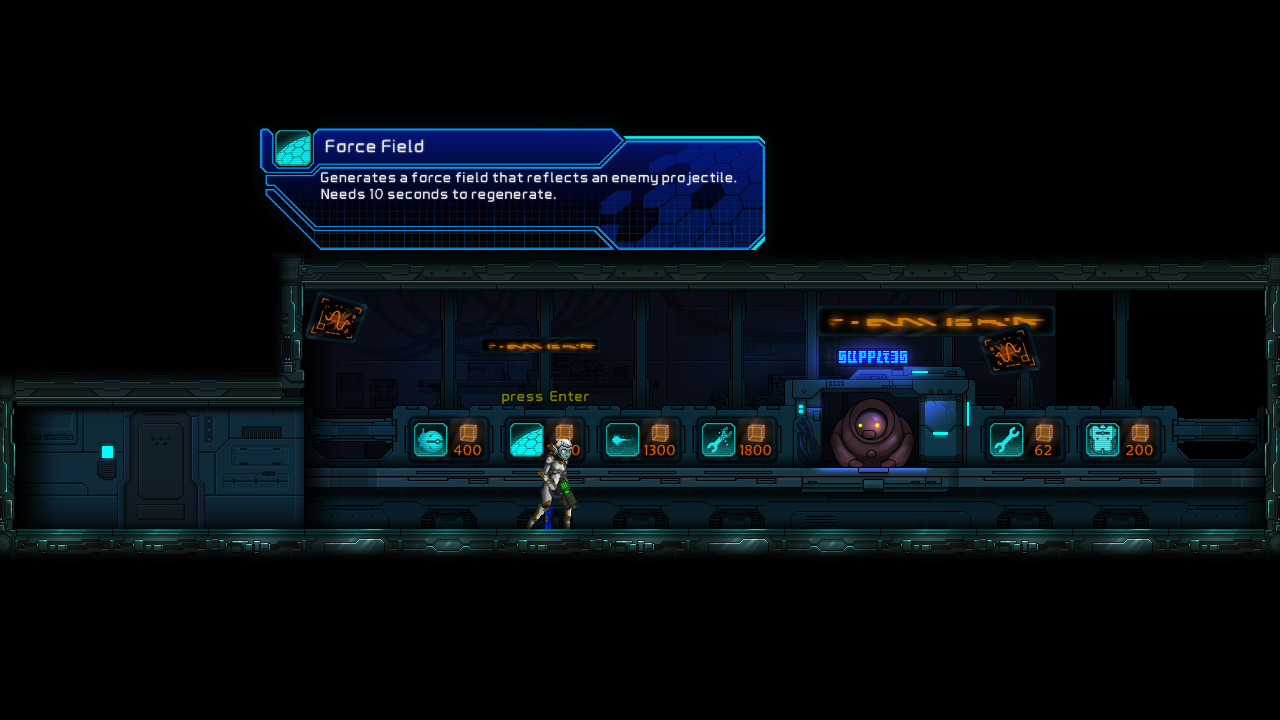 Force Field
Generates a force field that reflects an enemy projectile.
Needs 10 seconds to regenerate.
SUPPLIES
press Enter
400
1300
1800
62
200